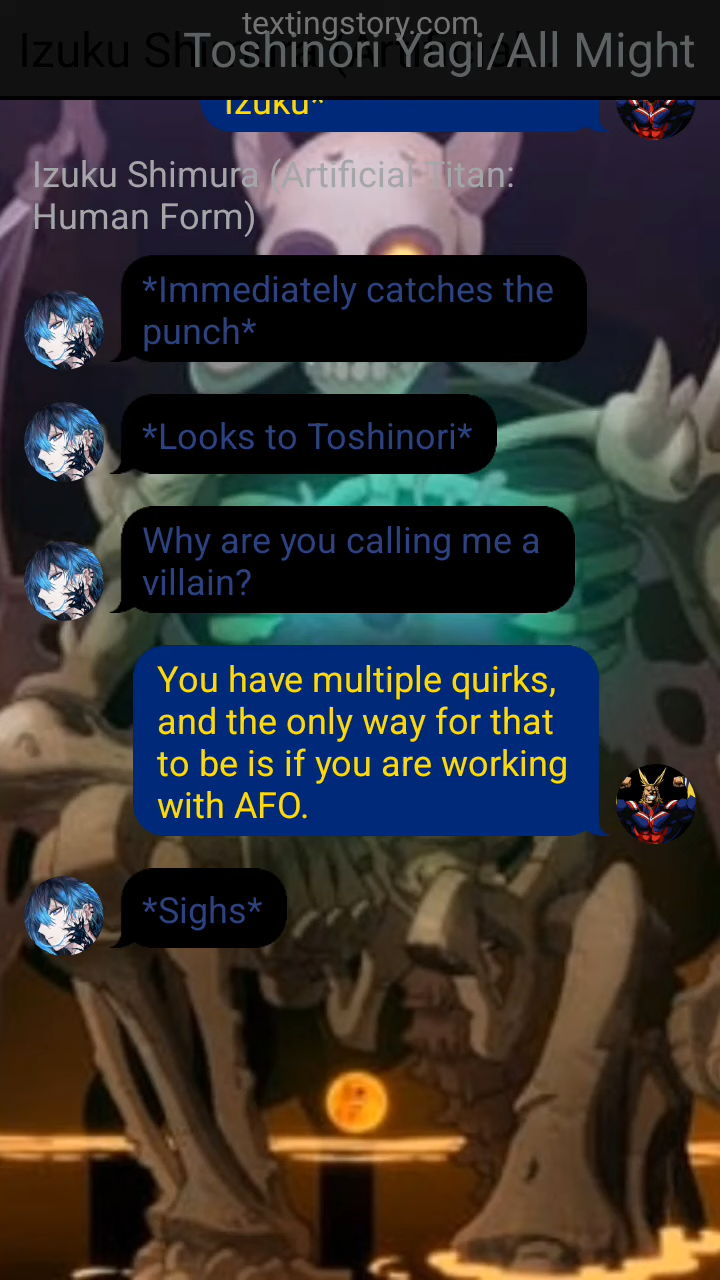 textingstory.com
Izuku Sh
Toshinori Yagi/All Might
Izuku*
Izuku Shimura (Artificial Titan:
Human Form)
*Immediately catches the
punch*
*Looks to Toshinori*
Why are you calling me a
villain?
You have multiple quirks,
and the only way for that
to be is if you are working
with AFO.
*Sighs*